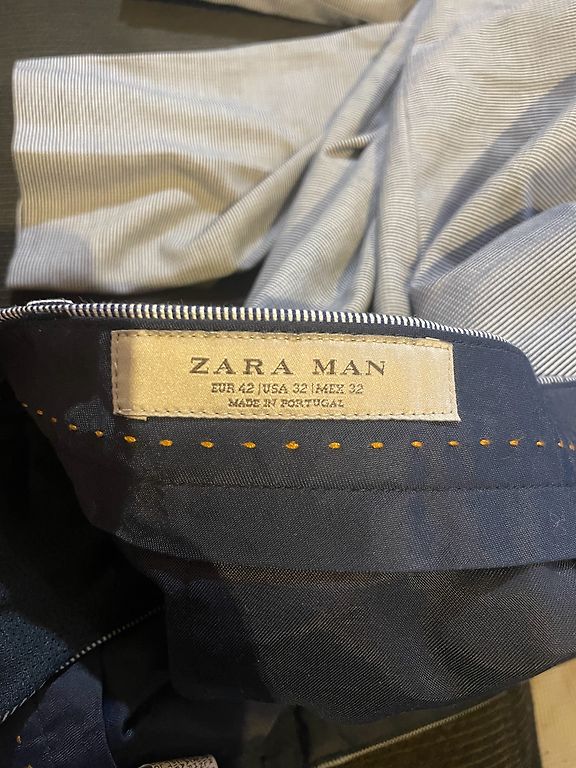 ZARA MAN
EUR 42 | USA 32 | MEX 32
MADE IN PORTUGAL